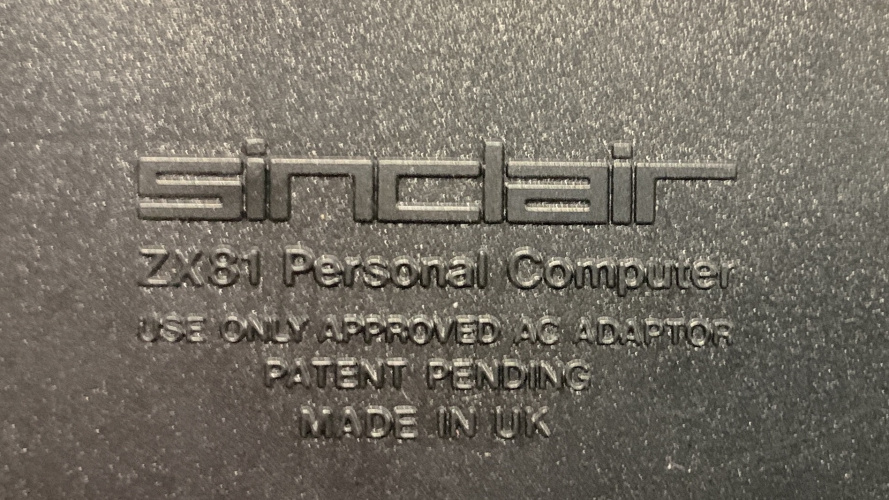 sinclair
ZX81 Personal Computer
USE ONLY APPROVED AC ADAPTOR
PATENT PENDING
MADE IN UK